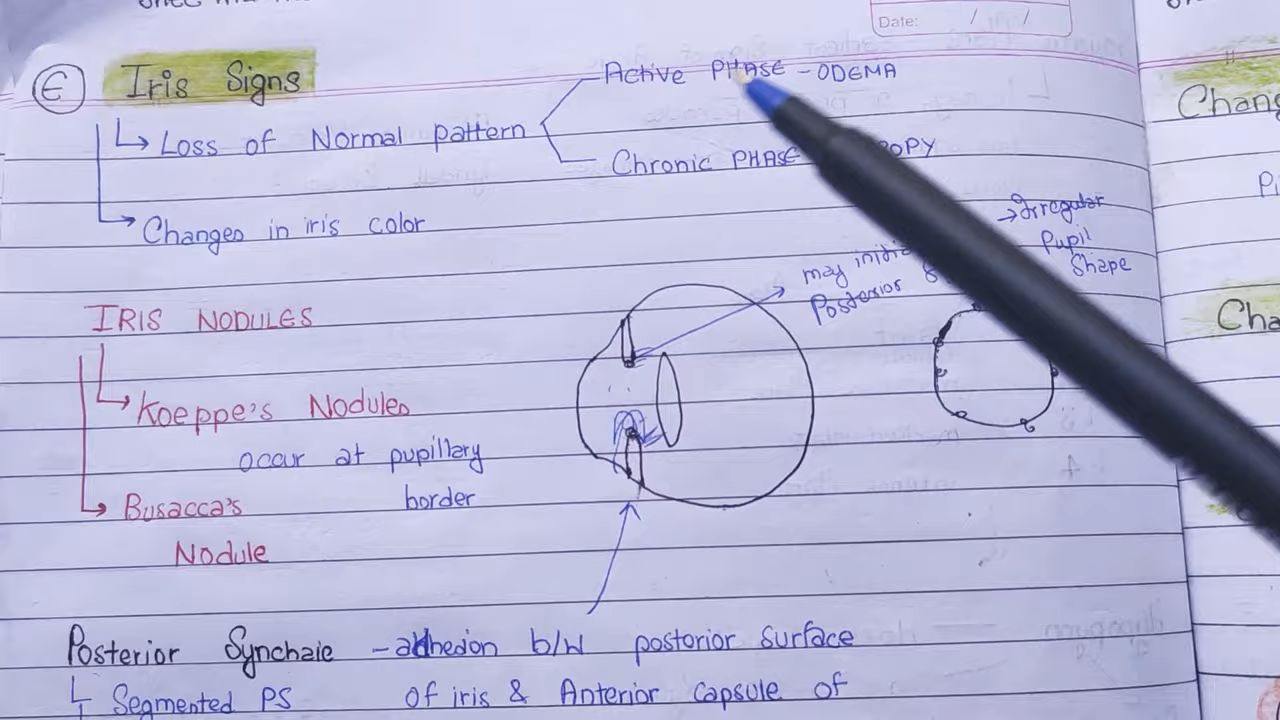 Date: / /
E Iris Signs
Active PHASE - ODEMA
Loss of Normal pattern
Chronic PHASE
Changes in iris color
Irregular
Pupil
Shape
may
Posterior
IRIS NODULES
Koeppe's Nodules
occur at pupillary
border
Busacca's
Nodule
Posterior Synchaie - adhesion b/w posterior surface
Segmented PS of iris & Anterior capsule of
Chang
Cha